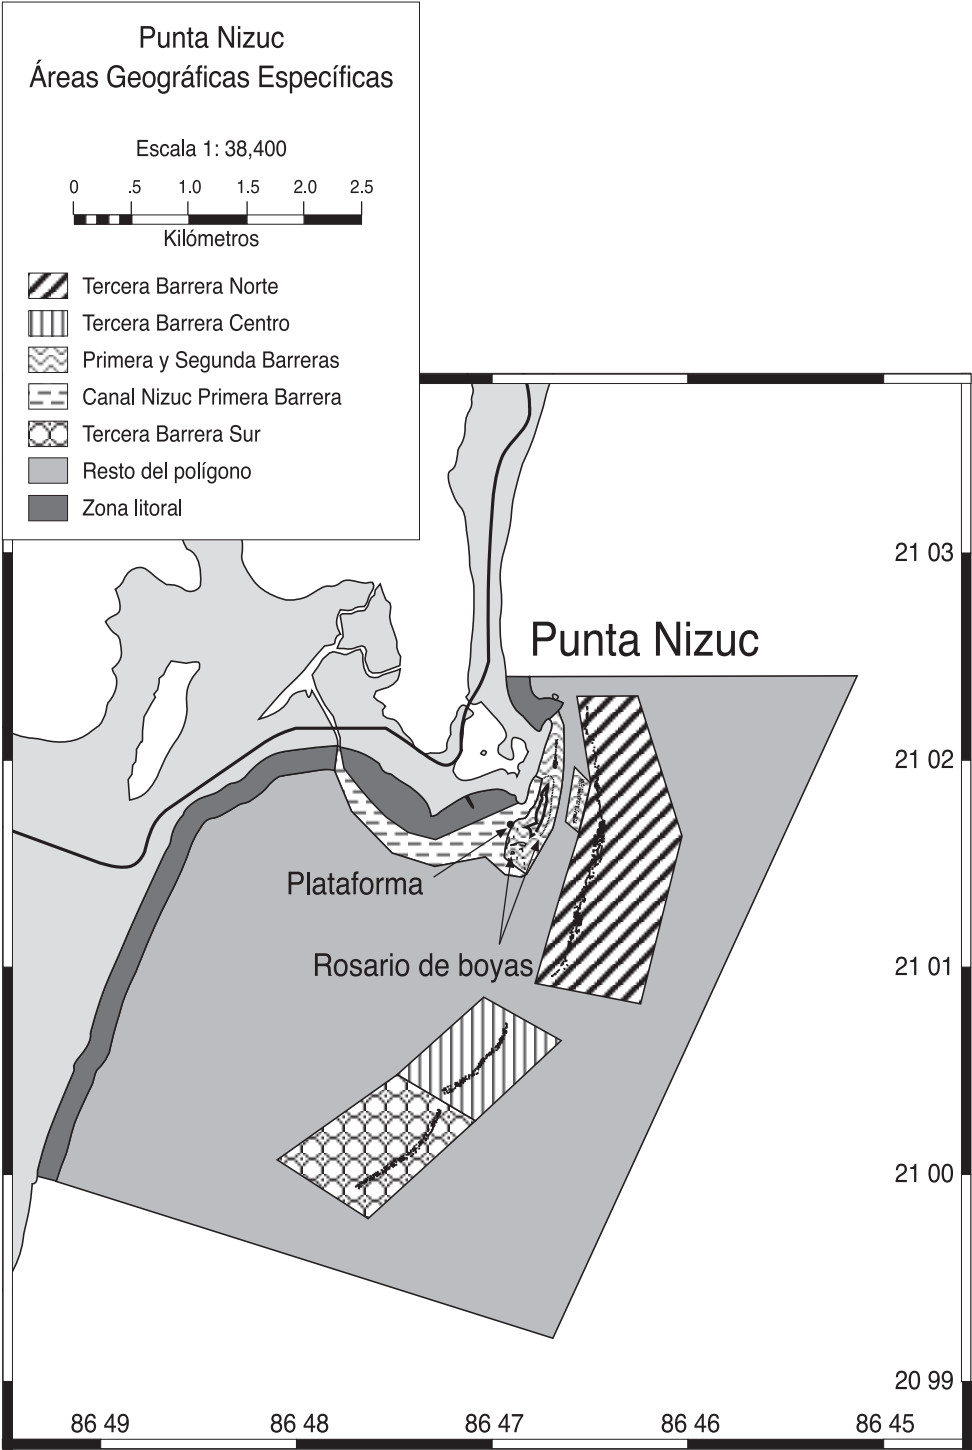 Punta Nizuc
Áreas Geográficas Específicas
Escala 1: 38,400
0 .5 1.0 1.5 2.0 2.5
Kilómetros
Tercera Barrera Norte
Tercera Barrera Centro
Primera y Segunda Barreras
Canal Nizuc Primera Barrera
Tercera Barrera Sur
Resto del polígono
Zona litoral
21 03
Punta Nizuc
21 02
Plataforma
Rosario de boyas
21 01
21 00
20 99
86 49 86 48 86 47 86 46 86 45